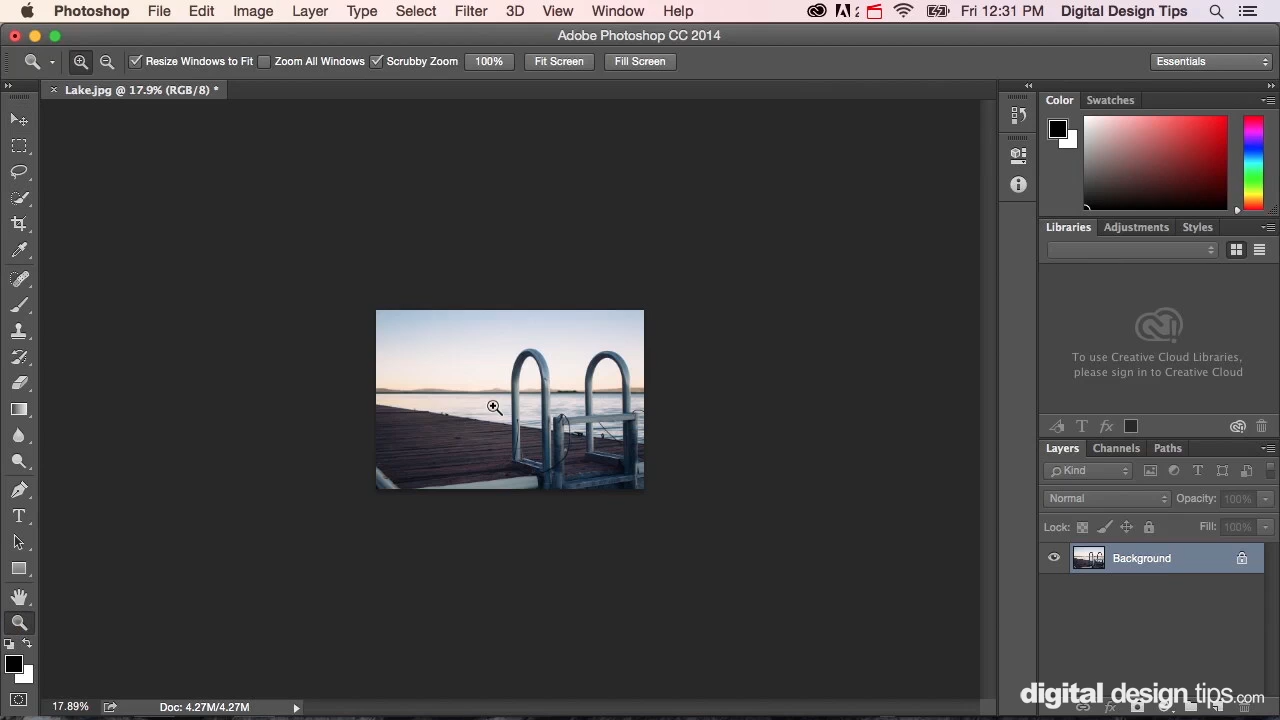 Photoshop File Edit Image Layer Type Select Filter 3D View Window Help Fri 12:31 PM Digital Design Tips
Adobe Photoshop CC 2014
Resize Windows to Fit Zoom All Windows Scrubby Zoom 100% Fit Screen Fill Screen Essentials
Lake.jpg @ 17.9% (RGB/8) *
Color Swatches
Libraries Adjustments Styles
To use Creative Cloud Libraries,
please sign in to Creative Cloud
Layers Channels Paths
Kind
Normal Opacity: 100%
Lock: Fill: 100%
Background
digital design tips.com
17.89% Doc: 4.27M/4.27M